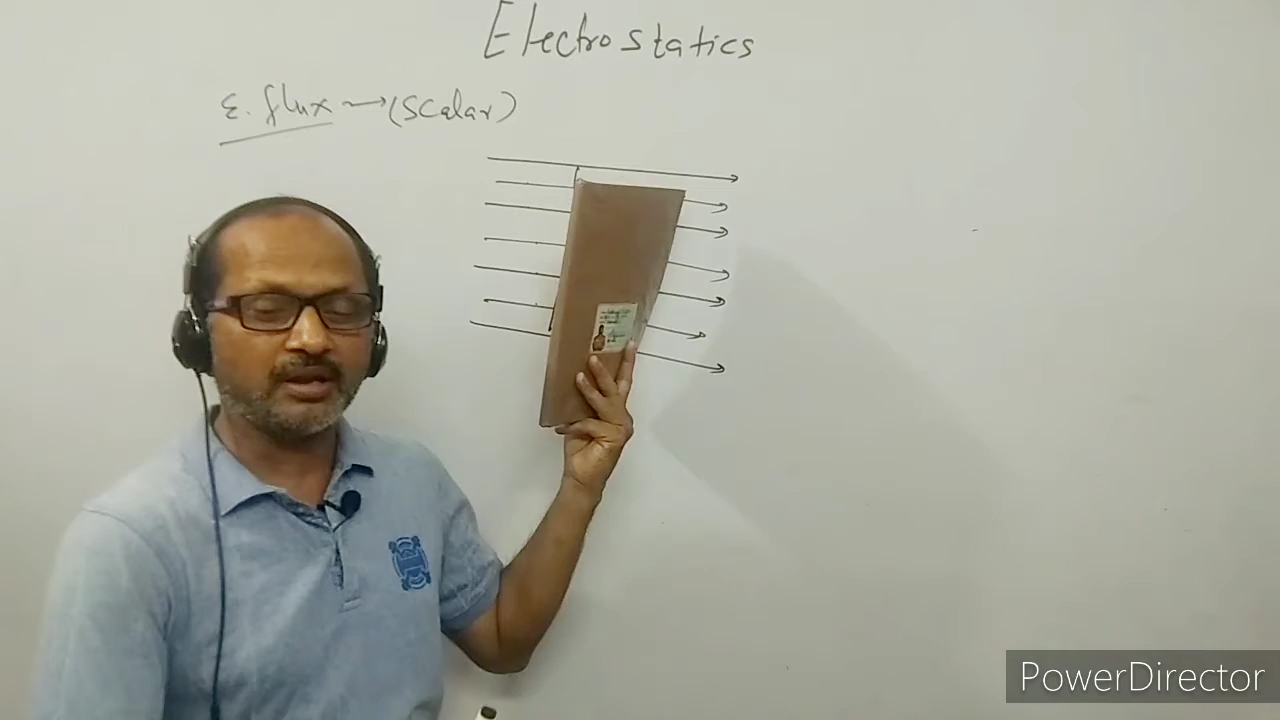 Electrostatics
ε. flux → (scalar)
PowerDirector